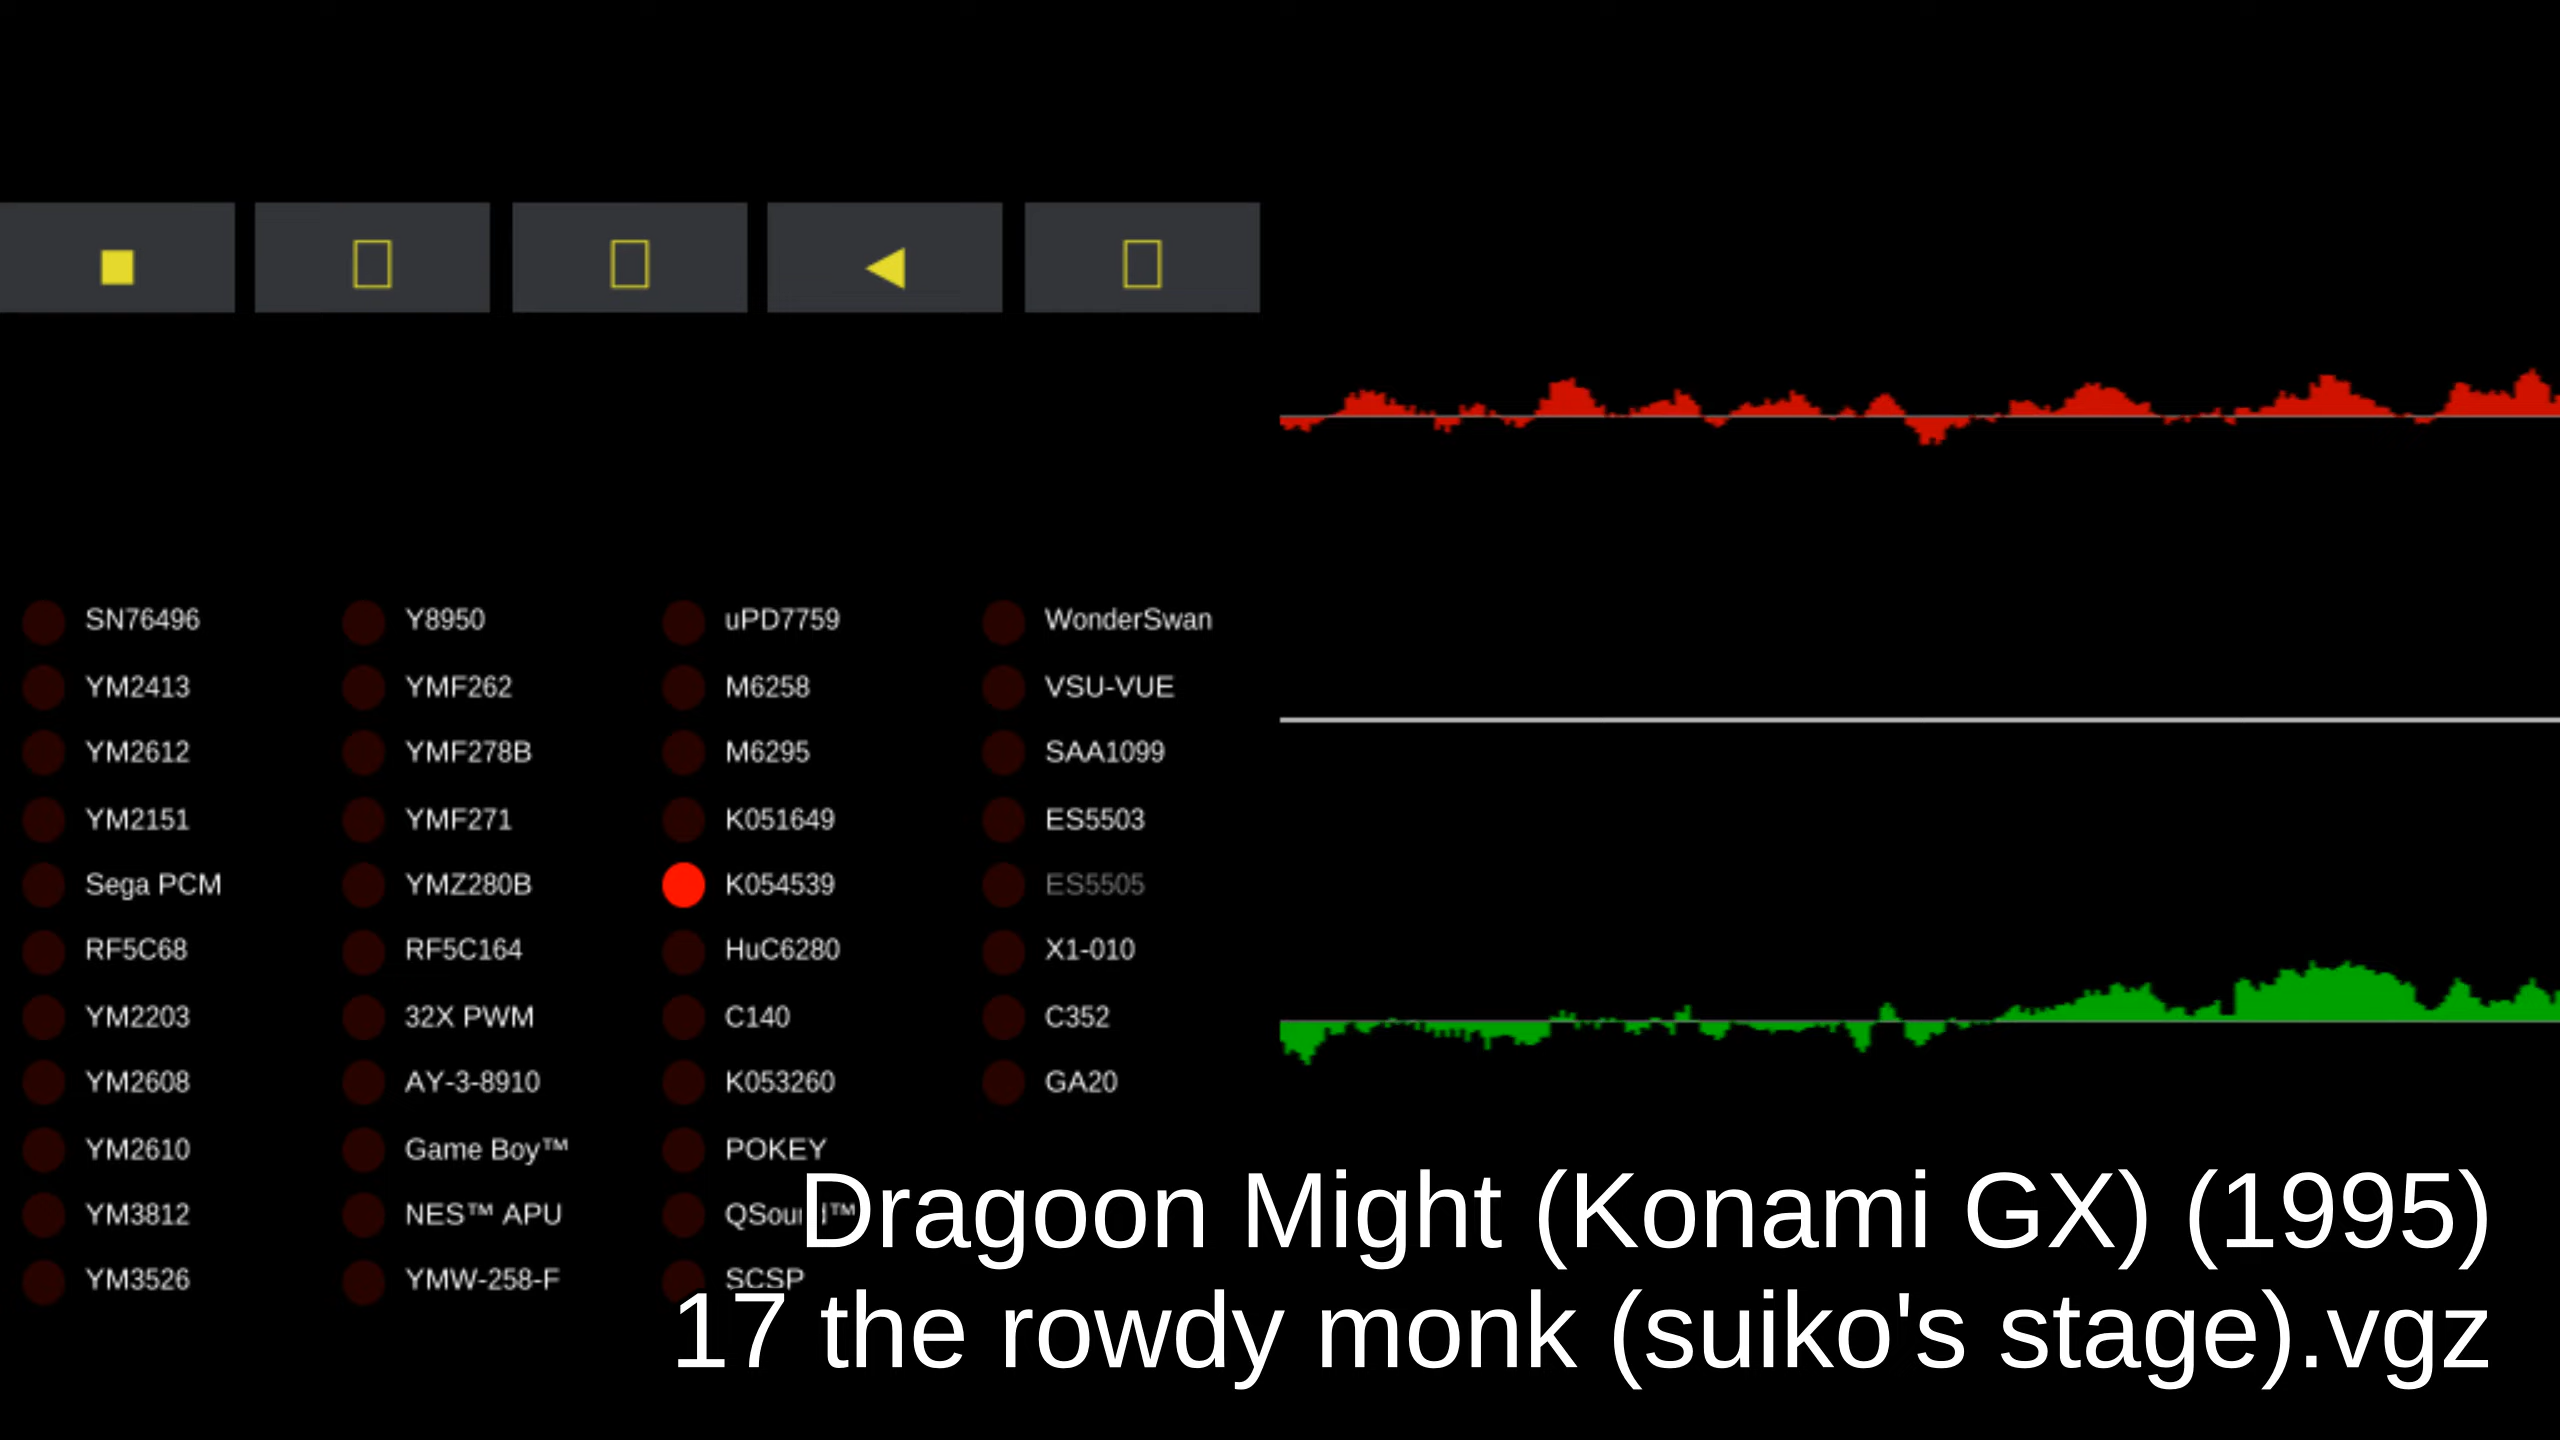 SN76496
YM2413
YM2612
YM2151
Sega PCM
RF5C68
YM2203
YM2608
YM2610
YM3812
YM3526
Y8950
YMF262
YMF278B
YMF271
YMZ280B
RF5C164
32X PWM
AY-3-8910
Game Boy™
NES™ APU
YMW-258-F
uPD7759
M6258
M6295
K051649
K054539
HuC6280
C140
K053260
POKEY
QSound™
SCSP
WonderSwan
VSU-VUE
SAA1099
ES5503
ES5505
X1-010
C352
GA20
Dragoon Might (Konami GX) (1995)
17 the rowdy monk (suiko's stage).vgz